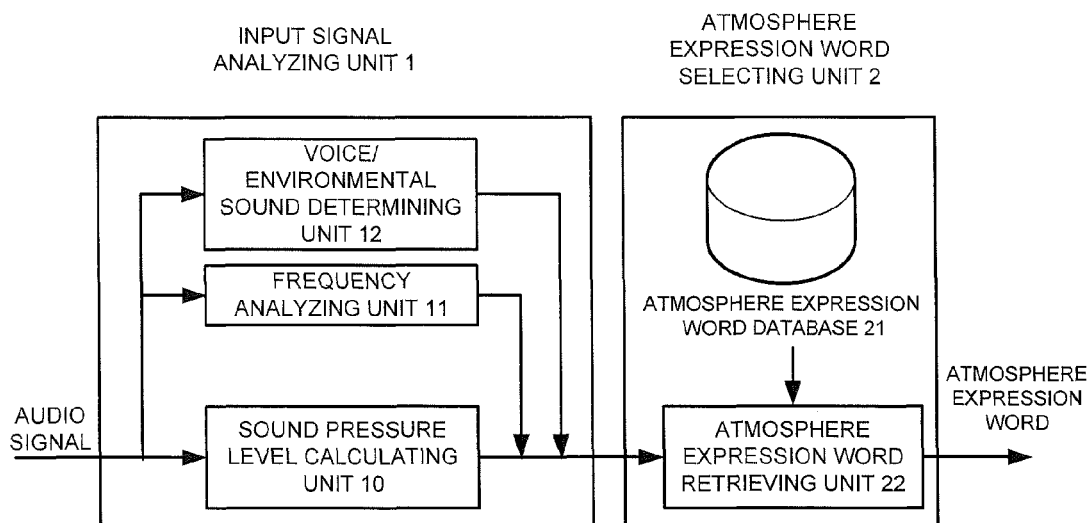 INPUT SIGNAL
ANALYZING UNIT 1
ATMOSPHERE
EXPRESSION WORD
SELECTING UNIT 2
VOICE/
ENVIRONMENTAL
SOUND DETERMINING
UNIT 12
FREQUENCY
ANALYZING UNIT 11
ATMOSPHERE EXPRESSION
WORD DATABASE 21
AUDIO
SIGNAL
SOUND PRESSURE
LEVEL CALCULATING
UNIT 10
ATMOSPHERE
EXPRESSION WORD
RETRIEVING UNIT 22
ATMOSPHERE
EXPRESSION
WORD